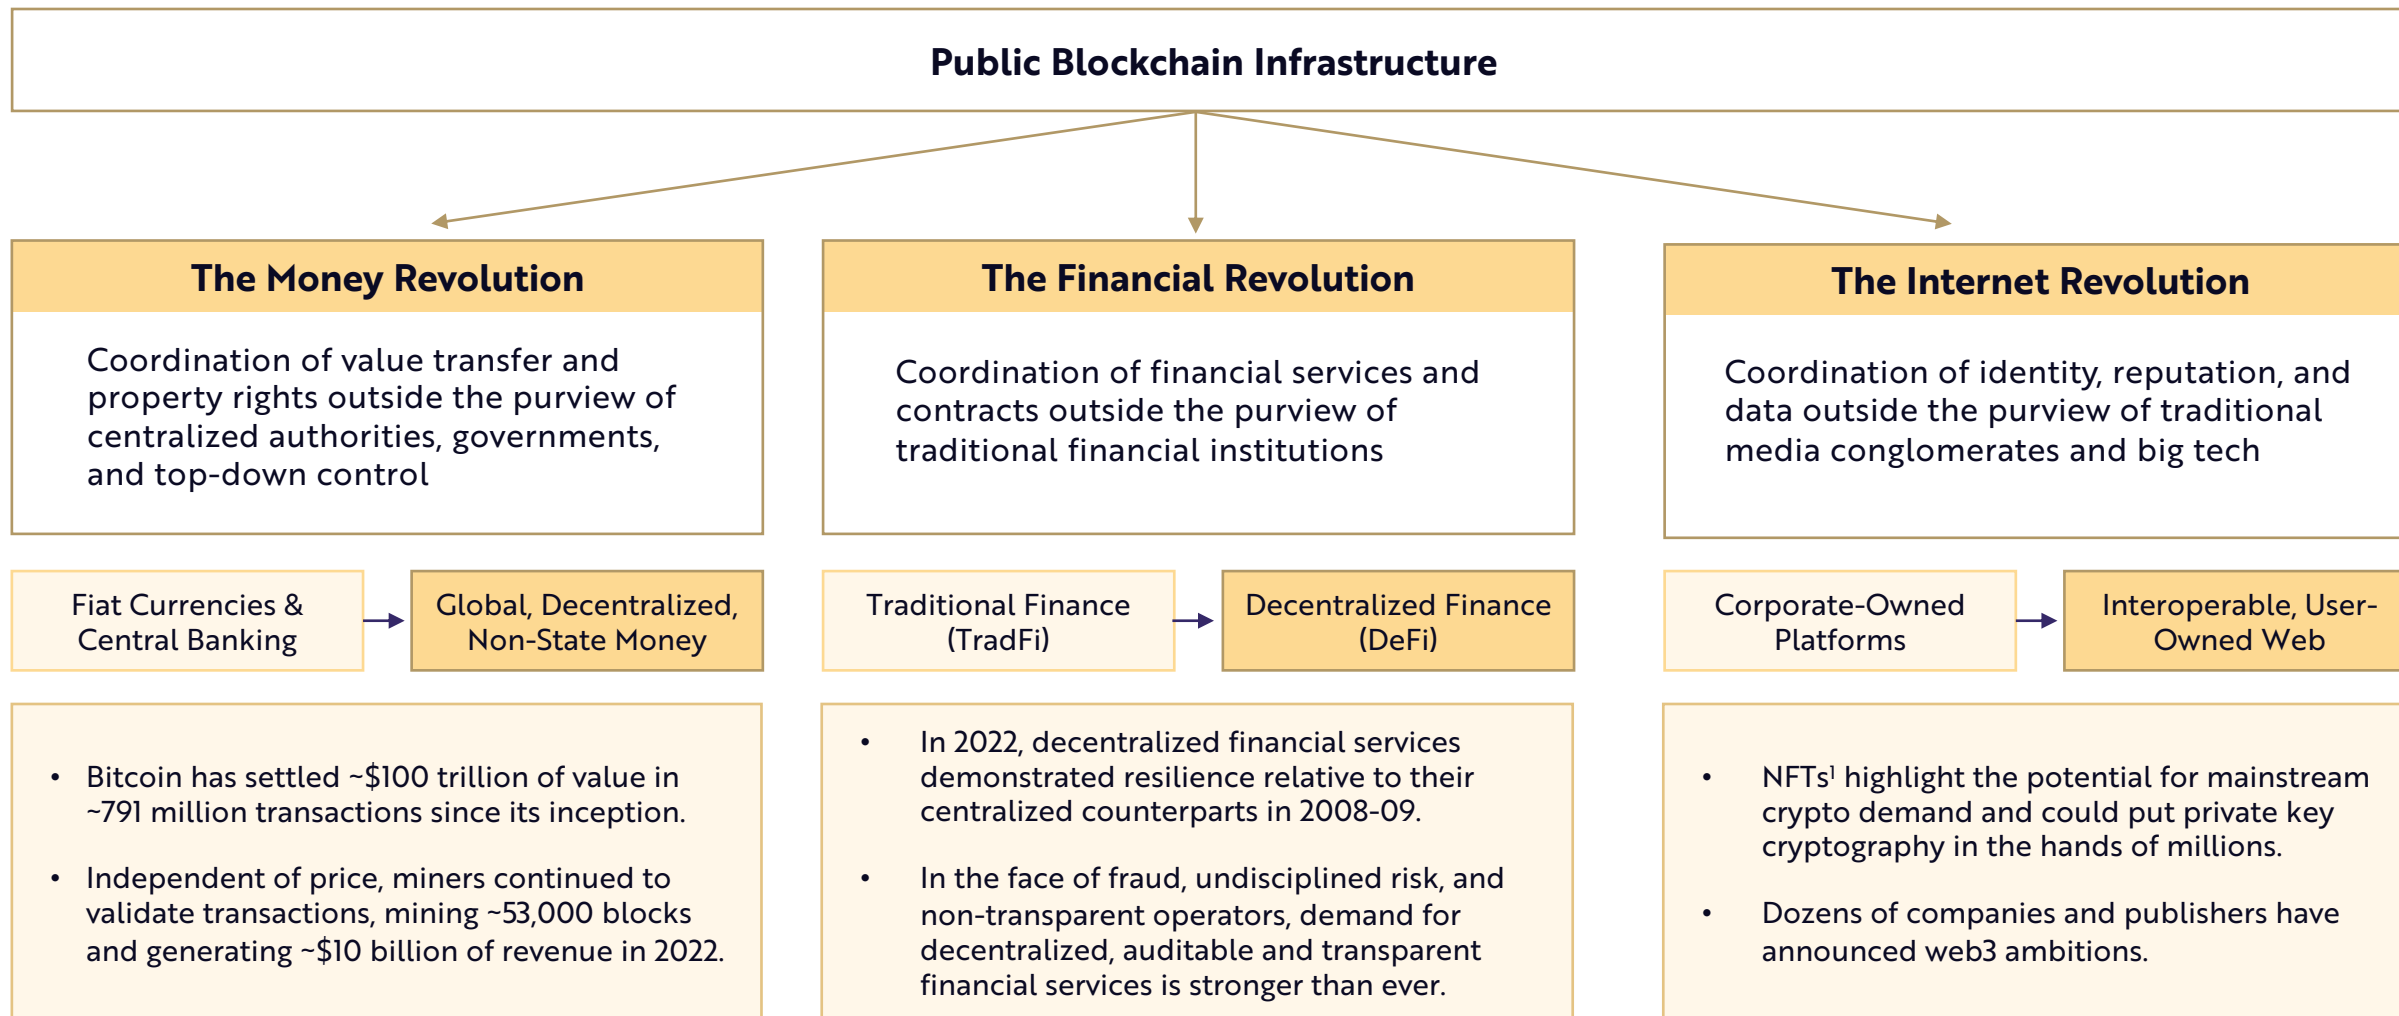 Public Blockchain Infrastructure
The Money Revolution
Coordination of value transfer and
property rights outside the purview of
centralized authorities, governments,
and top-down control
Fiat Currencies &
Central Banking
Global, Decentralized,
Non-State Money
• Bitcoin has settled ~$100 trillion of value in
~791 million transactions since its inception.
• Independent of price, miners continued to
validate transactions, mining ~53,000 blocks
and generating ~$10 billion of revenue in 2022.
The Financial Revolution
Coordination of financial services and
contracts outside the purview of
traditional financial institutions
Traditional Finance
(TradFi)
Decentralized Finance
(DeFi)
• In 2022, decentralized financial services
demonstrated resilience relative to their
centralized counterparts in 2008-09.
• In the face of fraud, undisciplined risk, and
non-transparent operators, demand for
decentralized, auditable and transparent
financial services is stronger than ever.
The Internet Revolution
Coordination of identity, reputation, and
data outside the purview of traditional
media conglomerates and big tech
Corporate-Owned
Platforms
Interoperable, User-
Owned Web
• NFTs¹ highlight the potential for mainstream
crypto demand and could put private key
cryptography in the hands of millions.
• Dozens of companies and publishers have
announced web3 ambitions.